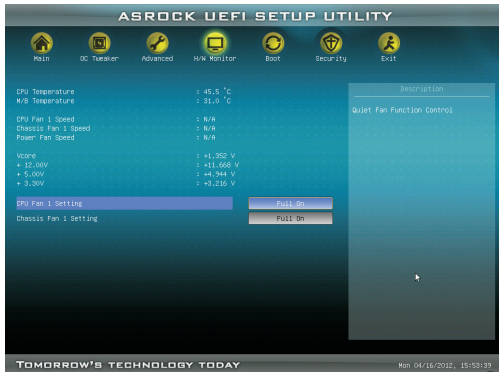 ASROCK UEFI SETUP UTILITY
Main OC Tweaker Advanced H/W Monitor Boot Security Exit
Description
CPU Temperature : 45.5 °C
M/B Temperature : 31.0 °C
Quiet Fan Function Control
CPU Fan 1 Speed : N/A
Chassis Fan 1 Speed : N/A
Power Fan Speed : N/A
Vcore : +1.352 V
+ 12.00V : +11.668 V
+ 5.00V : +4.944 V
+ 3.30V : +3.216 V
CPU Fan 1 Setting Full On
Chassis Fan 1 Setting Full On
TOMORROW'S TECHNOLOGY TODAY
Mon 04/16/2012, 15:53:39